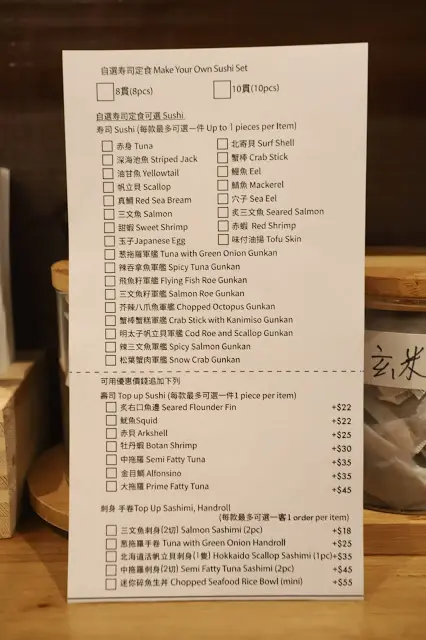 自選寿司定食 Make Your Own Sushi Set
8貫(8pcs) 10貫(10pcs)
自選寿司定食可選 Sushi
寿司 Sushi (每款最多可選一件 Up to 1 pieces per Item)
赤身 Tuna
深海池魚 Striped Jack
油甘魚 Yellowtail
帆立貝 Scallop
真鯛 Red Sea Bream
三文魚 Salmon
甜蝦 Sweet Shrimp
玉子Japanese Egg
北寄貝 Surf Shell
蟹棒 Crab Stick
鰻魚 Eel
鯖魚 Mackerel
穴子 Sea Eel
炙三文魚 Seared Salmon
赤蝦 Red Shrimp
味付油揚 Tofu Skin
葱拖羅軍艦 Tuna with Green Onion Gunkan
辣吞拿魚軍艦 Spicy Tuna Gunkan
飛魚籽軍艦 Flying Fish Roe Gunkan
三文魚籽軍艦 Salmon Roe Gunkan
芥辣八爪魚軍艦 Chopped Octopus Gunkan
蟹棒蟹糕軍艦 Crab Stick with Kanimiso Gunkan
明太子帆立貝軍艦 Cod Roe and Scallop Gunkan
辣三文魚軍艦 Spicy Salmon Gunkan
松葉蟹肉軍艦 Snow Crab Gunkan
可用優惠價錢追加下列
壽司 Top up Sushi (每款最多可選一件1 piece per item)
炙右口魚邊 Seared Flounder Fin +$22
魷魚Squid +$22
赤貝 Arkshell +$25
牡丹蝦 Botan Shrimp +$30
中拖羅 Semi Fatty Tuna +$35
金目鯛 Alfonsino +$35
大拖羅 Prime Fatty Tuna +$45
刺身 手卷Top Up Sashimi, Handroll
(每款最多可選一客1 order per item)
三文魚刺身(2切) Salmon Sashimi (2pc) +$18
葱拖羅手卷 Tuna with Green Onion Handroll +$25
北海道活帆立貝刺身(1隻) Hokkaido Scallop Sashimi (1pc)+$35
中拖羅刺身(2切) Semi Fatty Tuna Sashimi (2pc) +$45
迷你碎魚生丼 Chopped Seafood Rice Bowl (mini) +$55
玄米